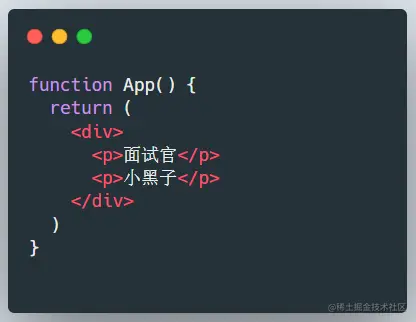 function App() {
  return (
    <div>
      <p>面试官</p>
      <p>小黑子</p>
    </div>
  )
}
@稀土掘金技术社区